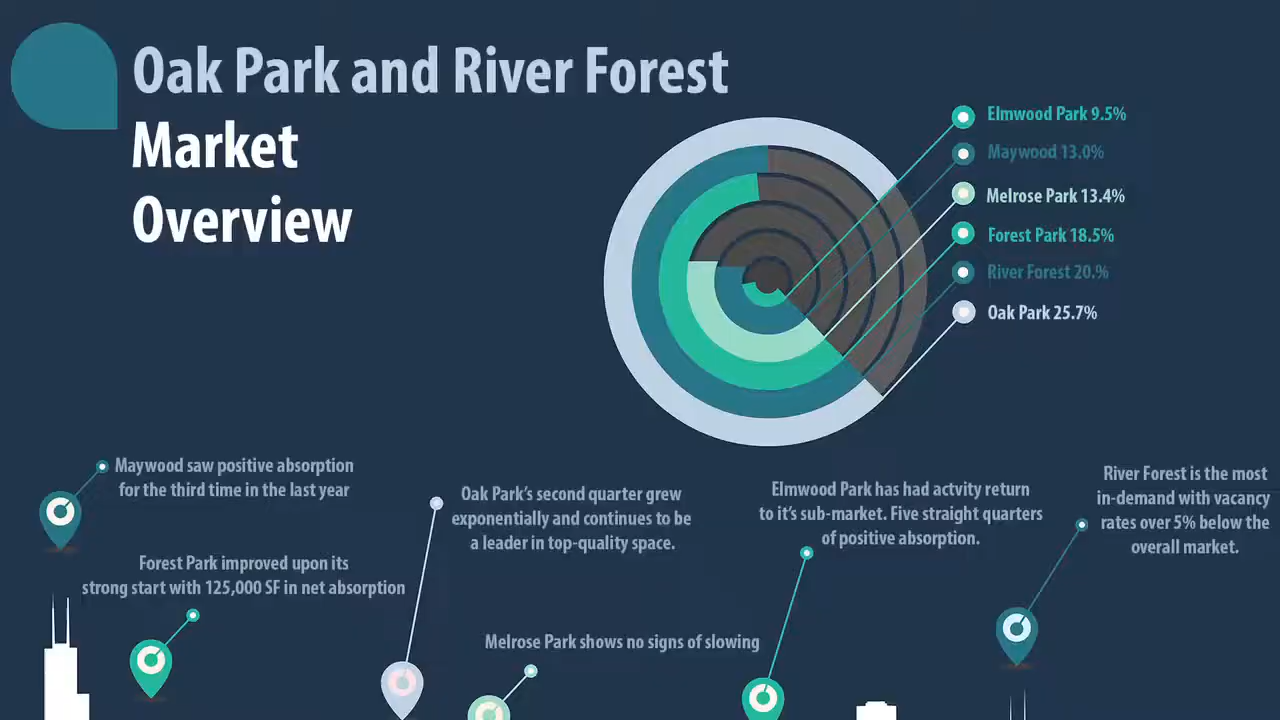 Oak Park and River Forest
Market
Overview
Elmwood Park 9.5%
Maywood 13.0%
Melrose Park 13.4%
Forest Park 18.5%
River Forest 20.%
Oak Park 25.7%
Maywood saw positive absorption
for the third time in the last year
Forest Park improved upon its
strong start with 125,000 SF in net absorption
Oak Park's second quarter grew
exponentially and continues to be
a leader in top-quality space.
Melrose Park shows no signs of slowing
Elmwood Park has had actvity return
to it's sub-market. Five straight quarters
of positive absorption.
River Forest is the most
in-demand with vacancy
rates over 5% below the
overall market.